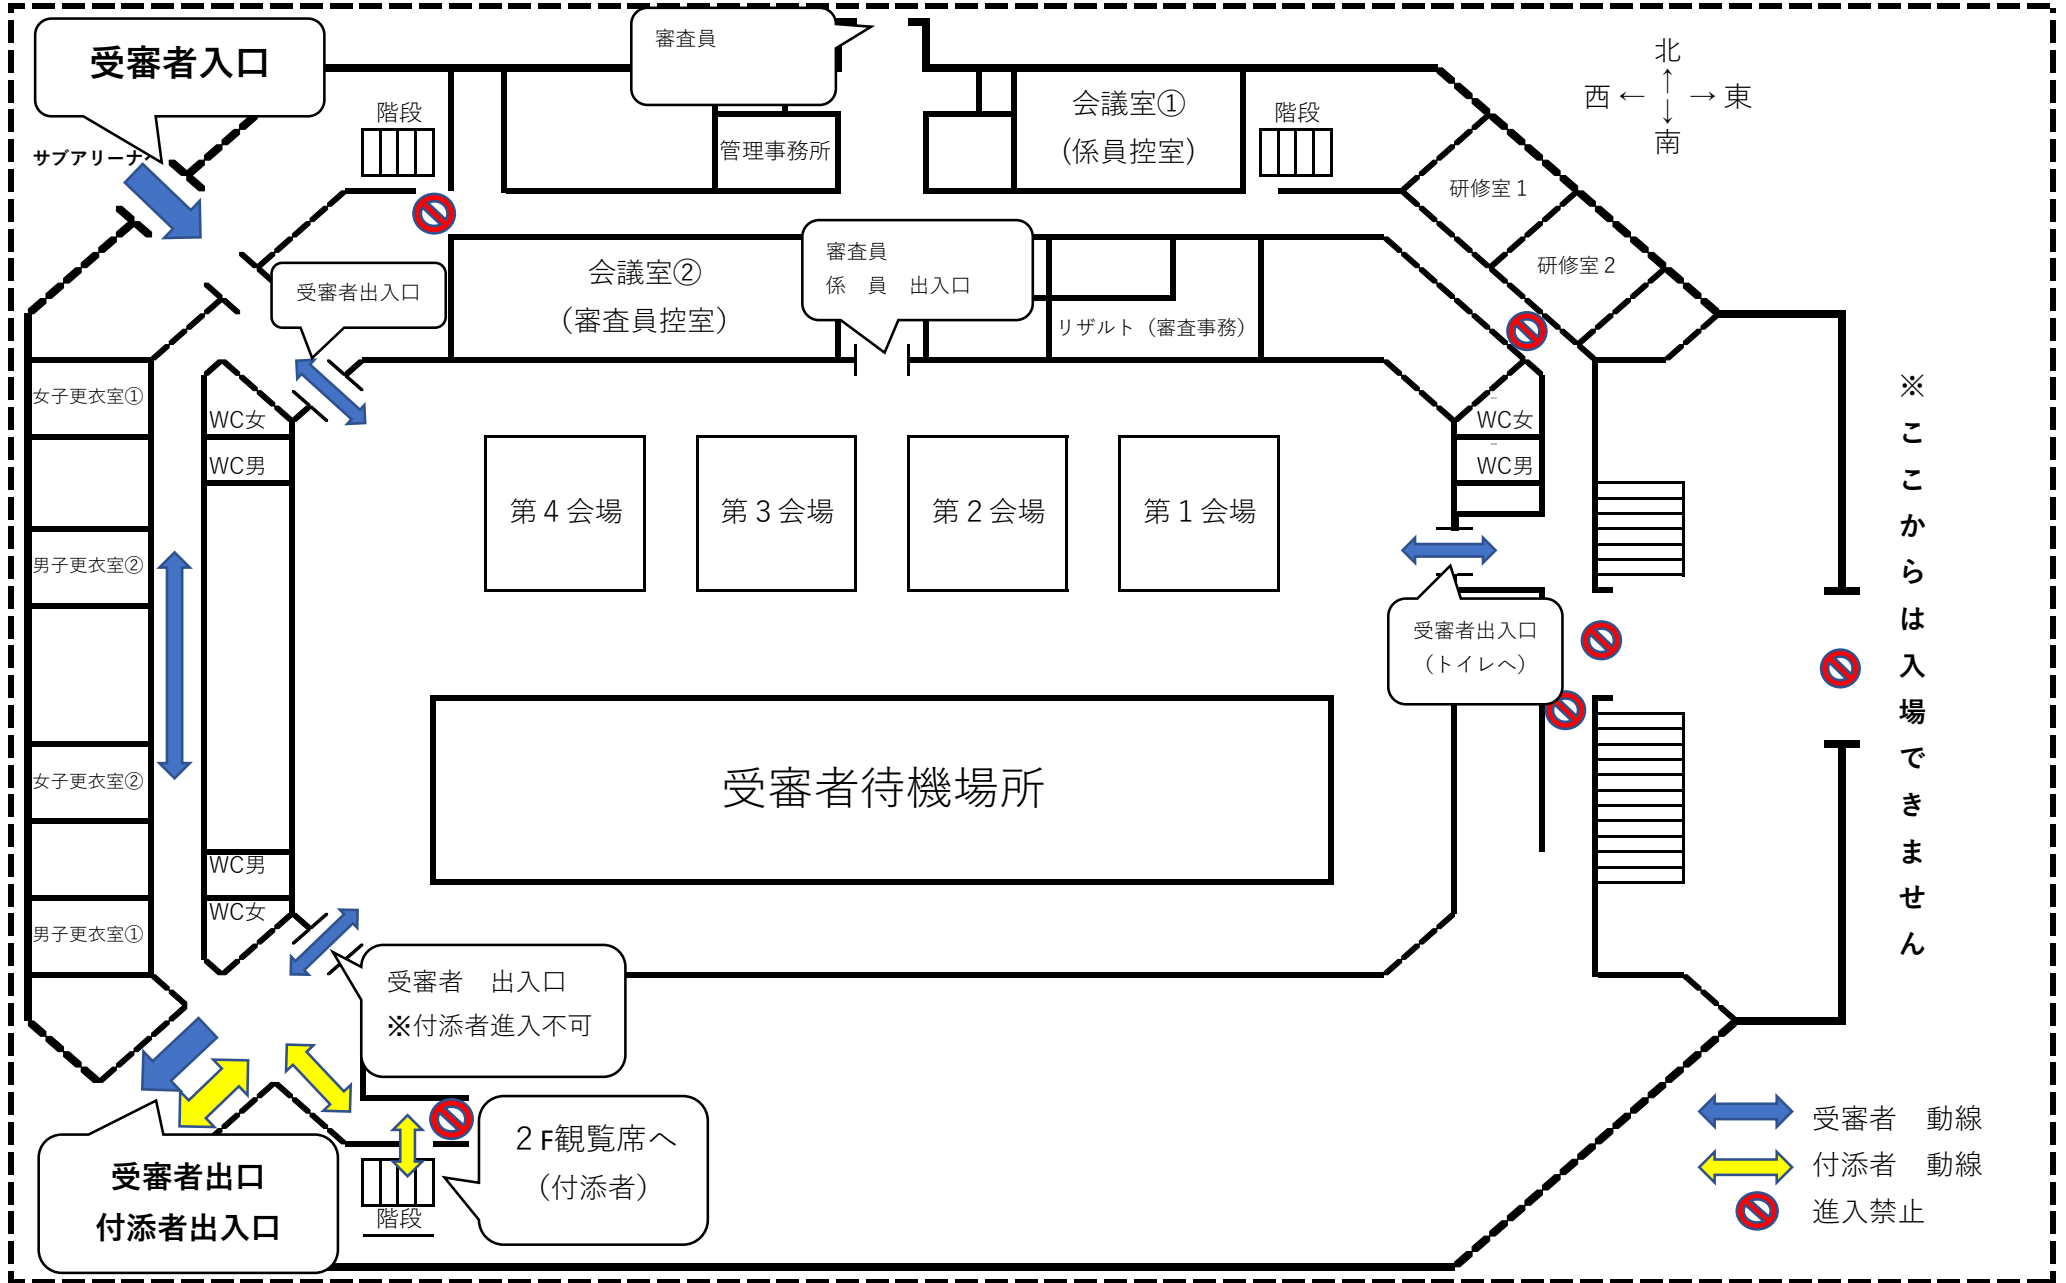 受審者入口
審査員
北
西 ← → 東
南
階段
会議室①
（係員控室）
階段
管理事務所
サブアリーナへ
研修室１
審査員
係　員　出入口
会議室②
（審査員控室）
研修室２
受審者出入口
リザルト（審査事務）
女子更衣室①
WC女
WC男
WC女
WC男
第４会場
第３会場
第２会場
第１会場
男子更衣室②
受審者出入口
（トイレへ）
※ここからは入場できません
受審者待機場所
女子更衣室②
WC男
WC女
男子更衣室①
受審者　出入口
※付添者進入不可
２F観覧席へ
（付添者）
受審者出口
付添者出入口
階段
受審者　動線
付添者　動線
進入禁止